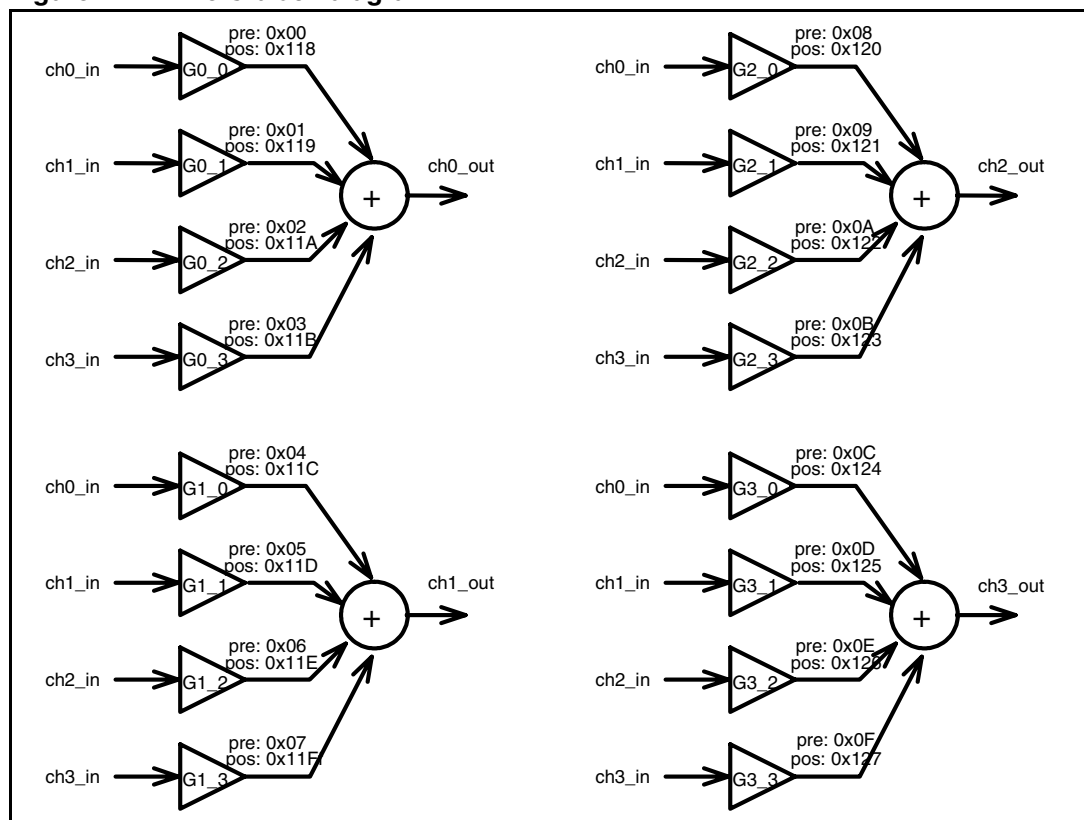 ch0_in
G0_0
pre: 0x00
pos: 0x118
ch1_in
G0_1
pre: 0x01
pos: 0x119
ch2_in
G0_2
pre: 0x02
pos: 0x11A
ch3_in
G0_3
pre: 0x03
pos: 0x11B
+
ch0_out
ch0_in
G2_0
pre: 0x08
pos: 0x120
ch1_in
G2_1
pre: 0x09
pos: 0x121
ch2_in
G2_2
pre: 0x0A
pos: 0x122
ch3_in
G2_3
pre: 0x0B
pos: 0x123
+
ch2_out
ch0_in
G1_0
pre: 0x04
pos: 0x11C
ch1_in
G1_1
pre: 0x05
pos: 0x11D
ch2_in
G1_2
pre: 0x06
pos: 0x11E
ch3_in
G1_3
pre: 0x07
pos: 0x11F
+
ch1_out
ch0_in
G3_0
pre: 0x0C
pos: 0x124
ch1_in
G3_1
pre: 0x0D
pos: 0x125
ch2_in
G3_2
pre: 0x0E
pos: 0x126
ch3_in
G3_3
pre: 0x0F
pos: 0x127
+
ch3_out